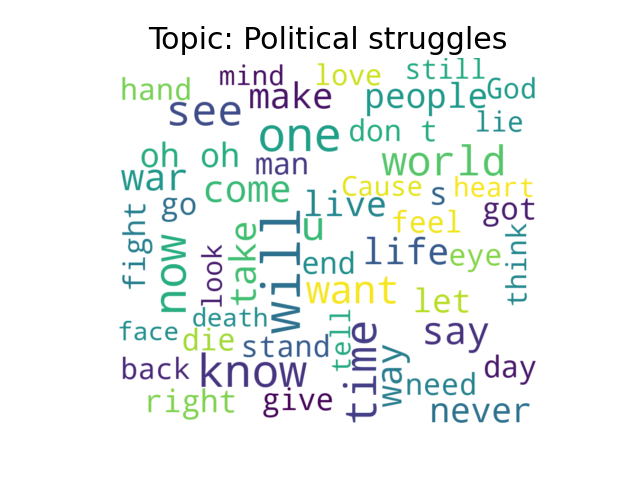 Topic: Political struggles
hand mind love still God
see make people lie
one don t
oh oh man world
war come Cause s heart
go live feel got
fight now look take will u
end life eye think
want let
face death die stand tell time say
back know way need day
right give never